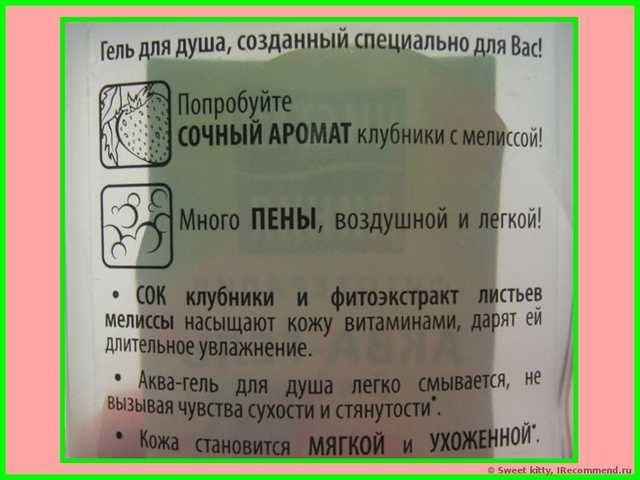 Гель для душа, созданный специально для Вас!
Попробуйте
СОЧНЫЙ АРОМАТ клубники с мелиссой!
Много ПЕНЫ, воздушной и легкой!
• СОК клубники и фитоэкстракт листьев
мелиссы насыщают кожу витаминами, дарят ей
длительное увлажнение.
• Аква-гель для душа легко смывается, не
вызывая чувства сухости и стянутости*.
• Кожа становится МЯГКОЙ и УХОЖЕННОЙ*.
© Sweet kitty, IRecommend.ru